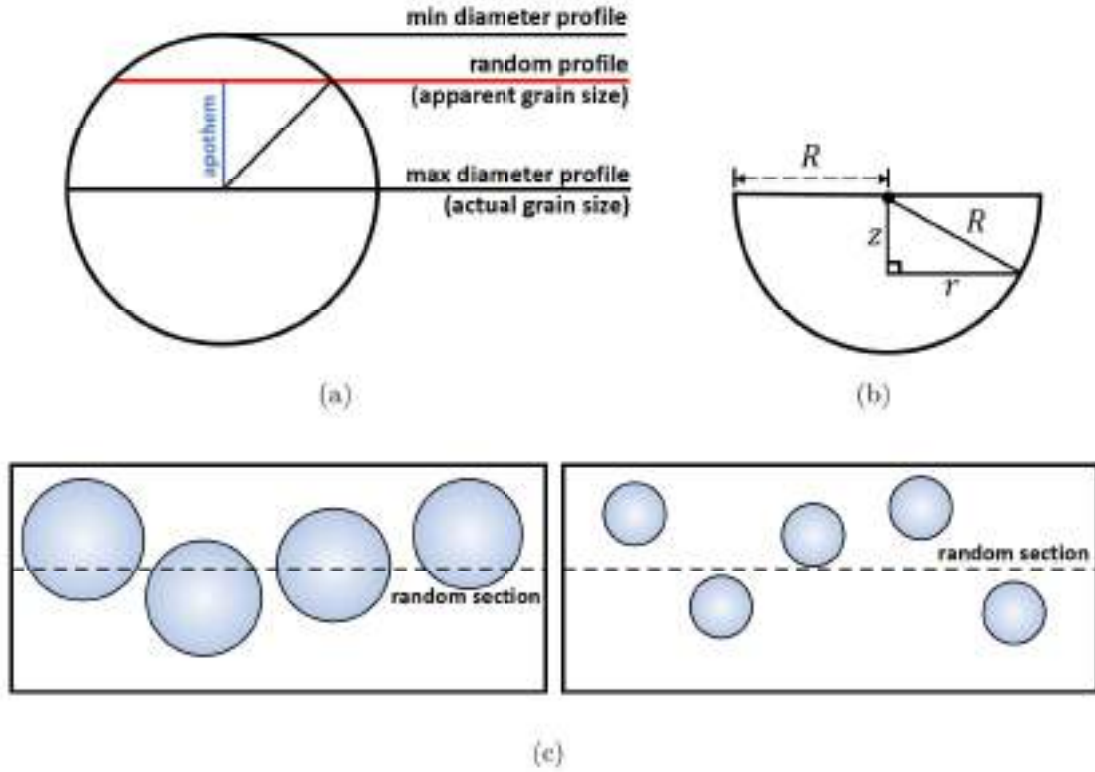 min diameter profile
random profile
(apparent grain size)
apothem
max diameter profile
(actual grain size)
R
R
z
r
(a)
(b)
random section
random section
(c)